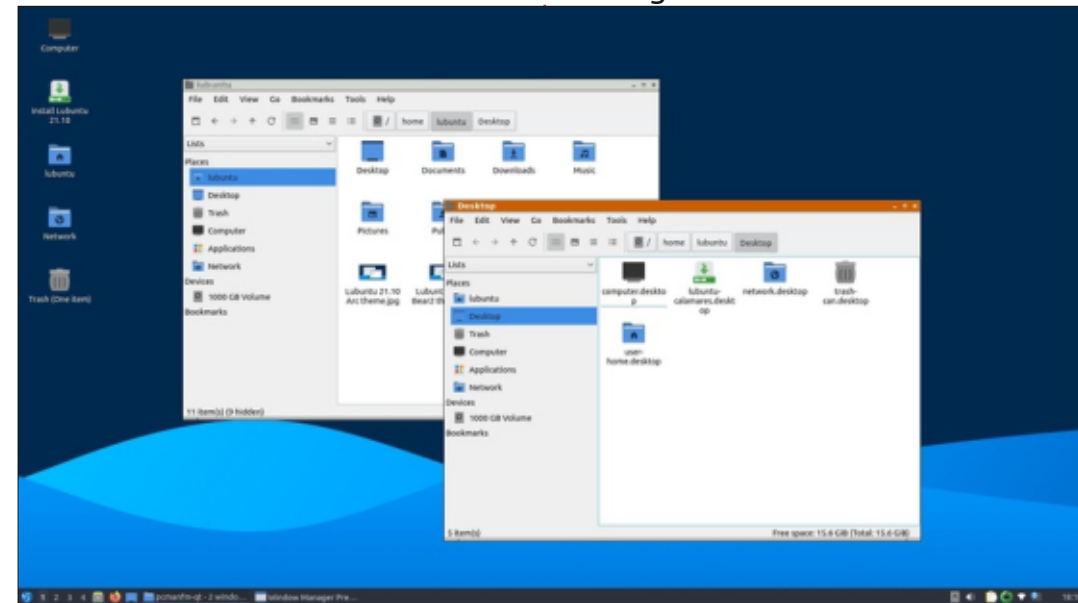 Computer
Install Lubuntu
21.10
lubuntu
Network
Trash (One item)
lubuntu
File Edit View Go Bookmarks Tools Help
/ home lubuntu Desktop
Lists
Places
lubuntu
Desktop
Trash
Computer
Applications
Network
Devices
1000 GB Volume
Bookmarks
Desktop
Documents
Downloads
Music
Pictures
Lubuntu 21.10
Arc theme.jpg
11 item(s) (9 hidden)
Desktop
File Edit View Go Bookmarks Tools Help
/ home lubuntu Desktop
Lists
Places
lubuntu
Desktop
Trash
Computer
Applications
Network
Devices
1000 GB Volume
Bookmarks
computer.deskto
p
lubuntu-
calamares.deskt
op
network.desktop
trash-
can.desktop
user-
home.desktop
5 item(s)
Free space: 15.6 GiB (Total: 15.6 GiB)
1 2 3 4 pcmanfm-qt - 2 windo... Window Manager Pre...